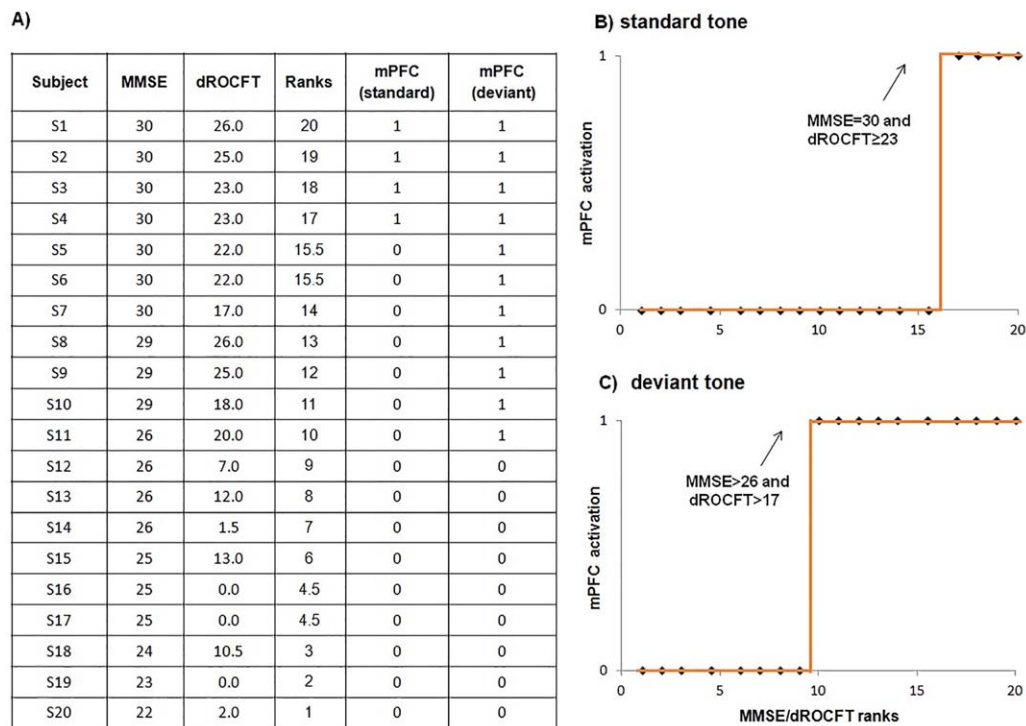 A)
Subject MMSE dROCFT Ranks mPFC (standard) mPFC (deviant)
S1 30 26.0 20 1 1
S2 30 25.0 19 1 1
S3 30 23.0 18 1 1
S4 30 23.0 17 1 1
S5 30 22.0 15.5 0 1
S6 30 22.0 15.5 0 1
S7 30 17.0 14 0 1
S8 29 26.0 13 0 1
S9 29 25.0 12 0 1
S10 29 18.0 11 0 1
S11 26 20.0 10 0 1
S12 26 7.0 9 0 0
S13 26 12.0 8 0 0
S14 26 1.5 7 0 0
S15 25 13.0 6 0 0
S16 25 0.0 4.5 0 0
S17 25 0.0 4.5 0 0
S18 24 10.5 3 0 0
S19 23 0.0 2 0 0
S20 22 2.0 1 0 0
B) standard tone
1
MMSE=30 and
dROCFT≥23
mPFC activation
0
0 5 10 15 20
C) deviant tone
1
MMSE>26 and
dROCFT>17
mPFC activation
0
0 5 10 15 20
MMSE/dROCFT ranks